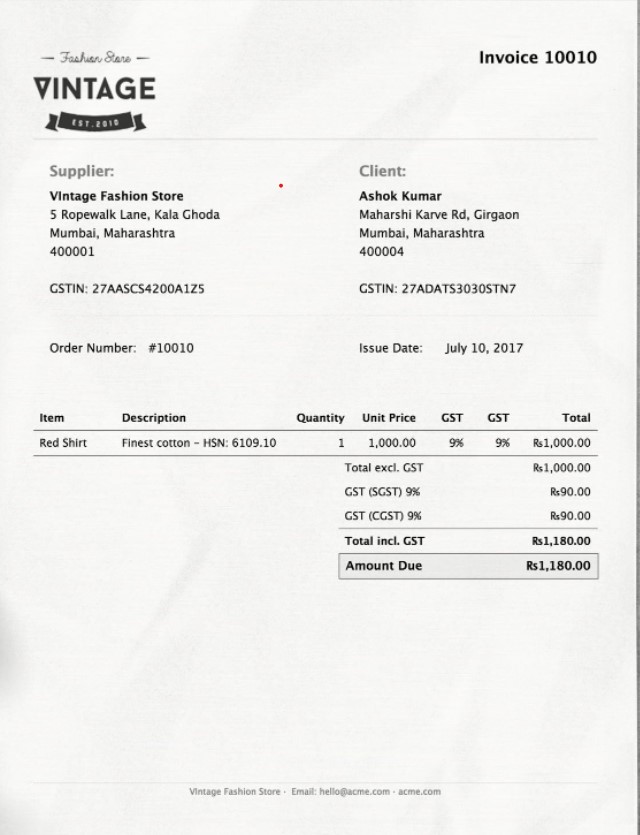 Fashion Store
VINTAGE
EST.2010
Invoice 10010
Supplier:
VIntage Fashion Store
5 Ropewalk Lane, Kala Ghoda
Mumbai, Maharashtra
400001
GSTIN: 27AASCS4200A1Z5
Client:
Ashok Kumar
Maharshi Karve Rd, Girgaon
Mumbai, Maharashtra
400004
GSTIN: 27ADATS3030STN7
Order Number: #10010
Issue Date: July 10, 2017
Item Description Quantity Unit Price GST GST Total
Red Shirt Finest cotton - HSN: 6109.10 1 1,000.00 9% 9% ₨1,000.00
Total excl. GST ₨1,000.00
GST (SGST) 9% ₨90.00
GST (CGST) 9% ₨90.00
Total incl. GST ₨1,180.00
Amount Due ₨1,180.00
VIntage Fashion Store · Email: hello@acme.com · acme.com